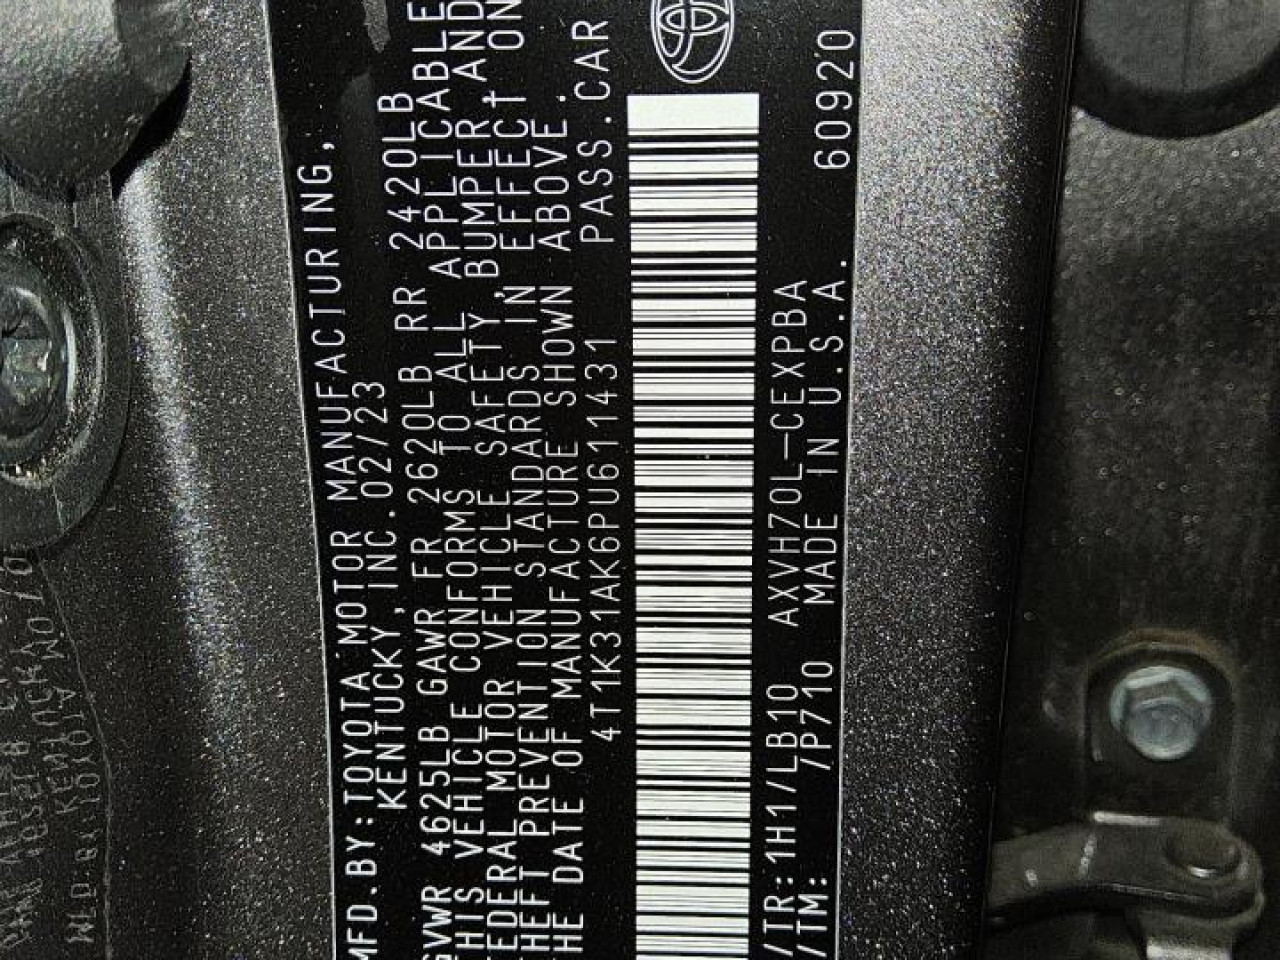 MFD.BY:TOYOTA MOTOR MANUFACTURING,
KENTUCKY,INC.02/23
GVWR 4625LB GAWR FR 2620LB RR 2420LB
THIS VEHICLE CONFORMS TO ALL APPLICABLE
FEDERAL MOTOR VEHICLE SAFETY,BUMPER,AND
THEFT PREVENTION STANDARDS IN EFFECT ON
THE DATE OF MANUFACTURE SHOWN ABOVE.
4T1K31AK6PU611431 PASS.CAR
/TR:1H1/LB10 AXVH70L-CEXPBA
/TM: /P710 MADE IN U.S.A. 60920